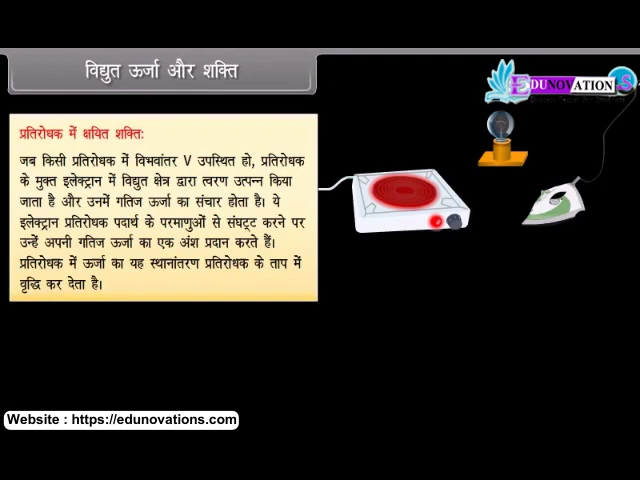 विद्युत ऊर्जा और शक्ति
EDUNOVATIONS
प्रतिरोधक में क्षयित शक्ति:
जब किसी प्रतिरोधक में विभवांतर V उपस्थित हो, प्रतिरोधक
के मुक्त इलेक्ट्रान में विद्युत क्षेत्र द्वारा त्वरण उत्पन्न किया
जाता है और उनमें गतिज ऊर्जा का संचार होता है। ये
इलेक्ट्रान प्रतिरोधक पदार्थ के परमाणुओं से संघट्ट करने पर
उन्हें अपनी गतिज ऊर्जा का एक अंश प्रदान करते हैं।
प्रतिरोधक में ऊर्जा का यह स्थानांतरण प्रतिरोधक के ताप में
वृद्धि कर देता है।
Website : https://edunovations.com/